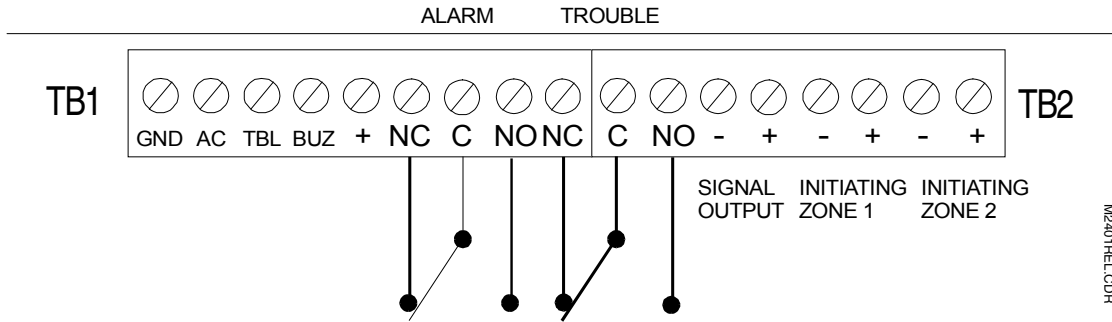 ALARM TROUBLE
TB1 TB2
GND AC TBL BUZ + NC C NO NC C NO - + - + - +
SIGNAL INITIATING INITIATING
OUTPUT ZONE 1 ZONE 2
M2401REL.CDR